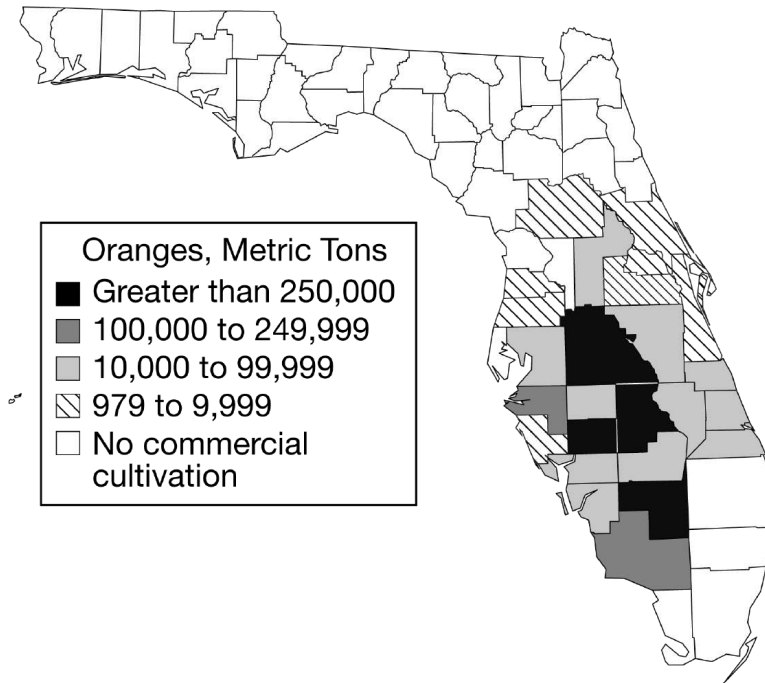 Oranges, Metric Tons
Greater than 250,000
100,000 to 249,999
10,000 to 99,999
979 to 9,999
No commercial
cultivation